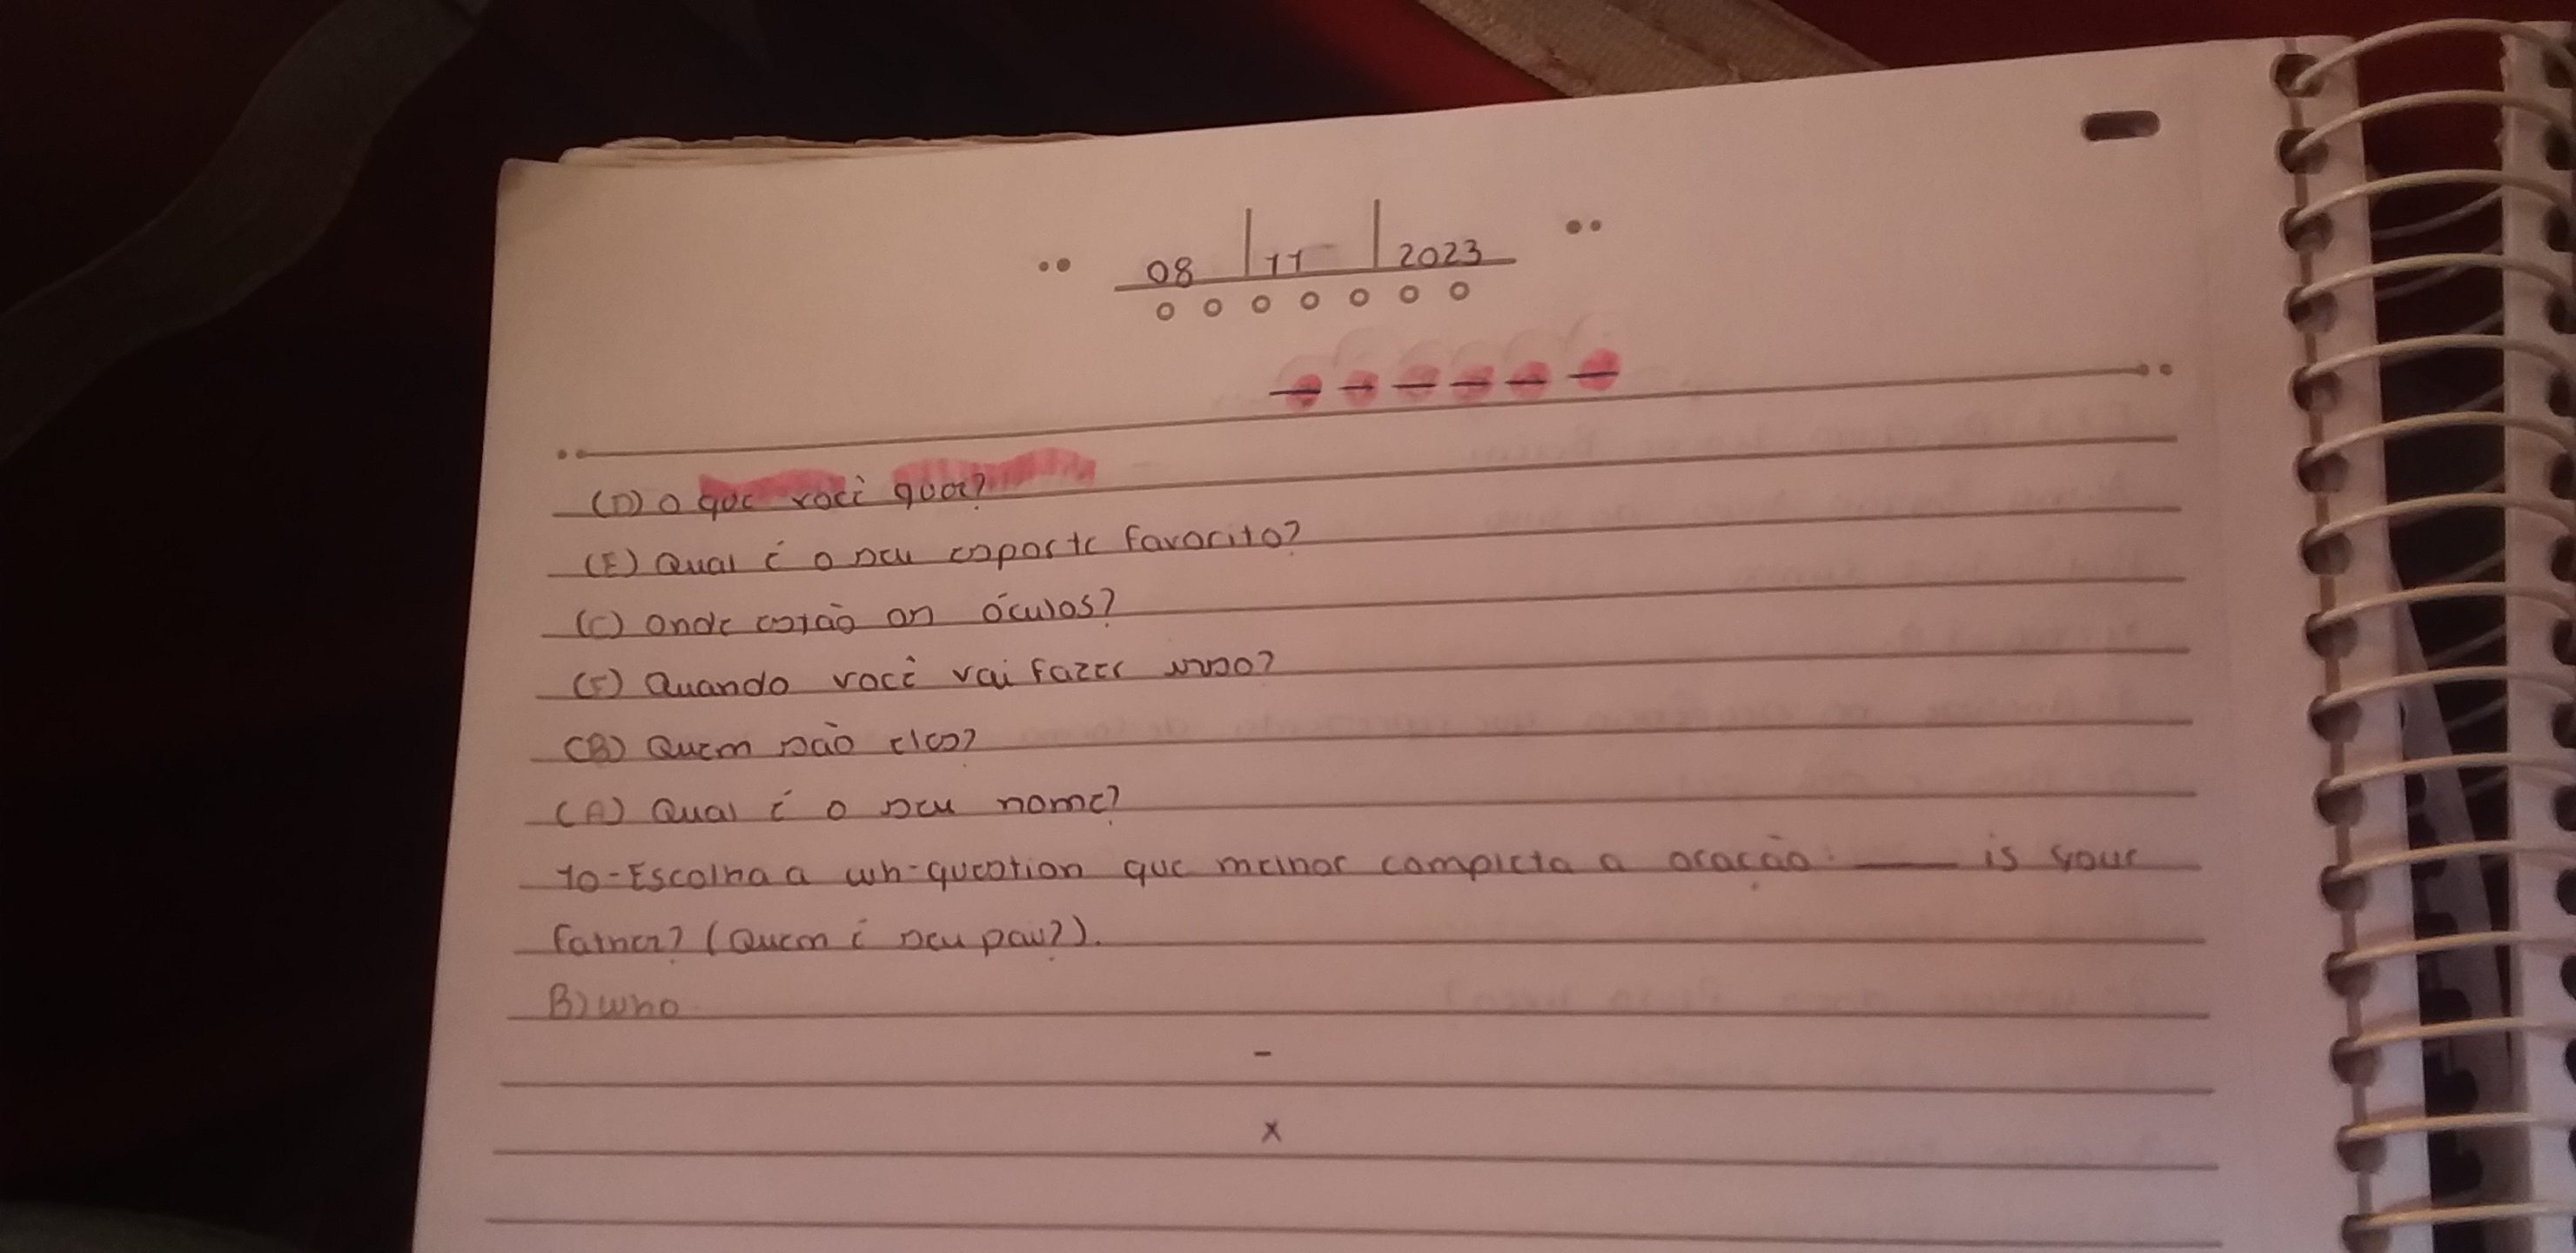 08 11 2023
(D) o que você quer?
(E) Qual é o seu esporte favorito?
(C) onde estão os óculos?
(F) Quando você vai fazer isso?
(B) Quem são eles?
(A) Qual é o seu nome?
10-Escolha a wh-question que melhor completa a oração: ____ is your
father? (Quem é seu pai?).
B) who.
x